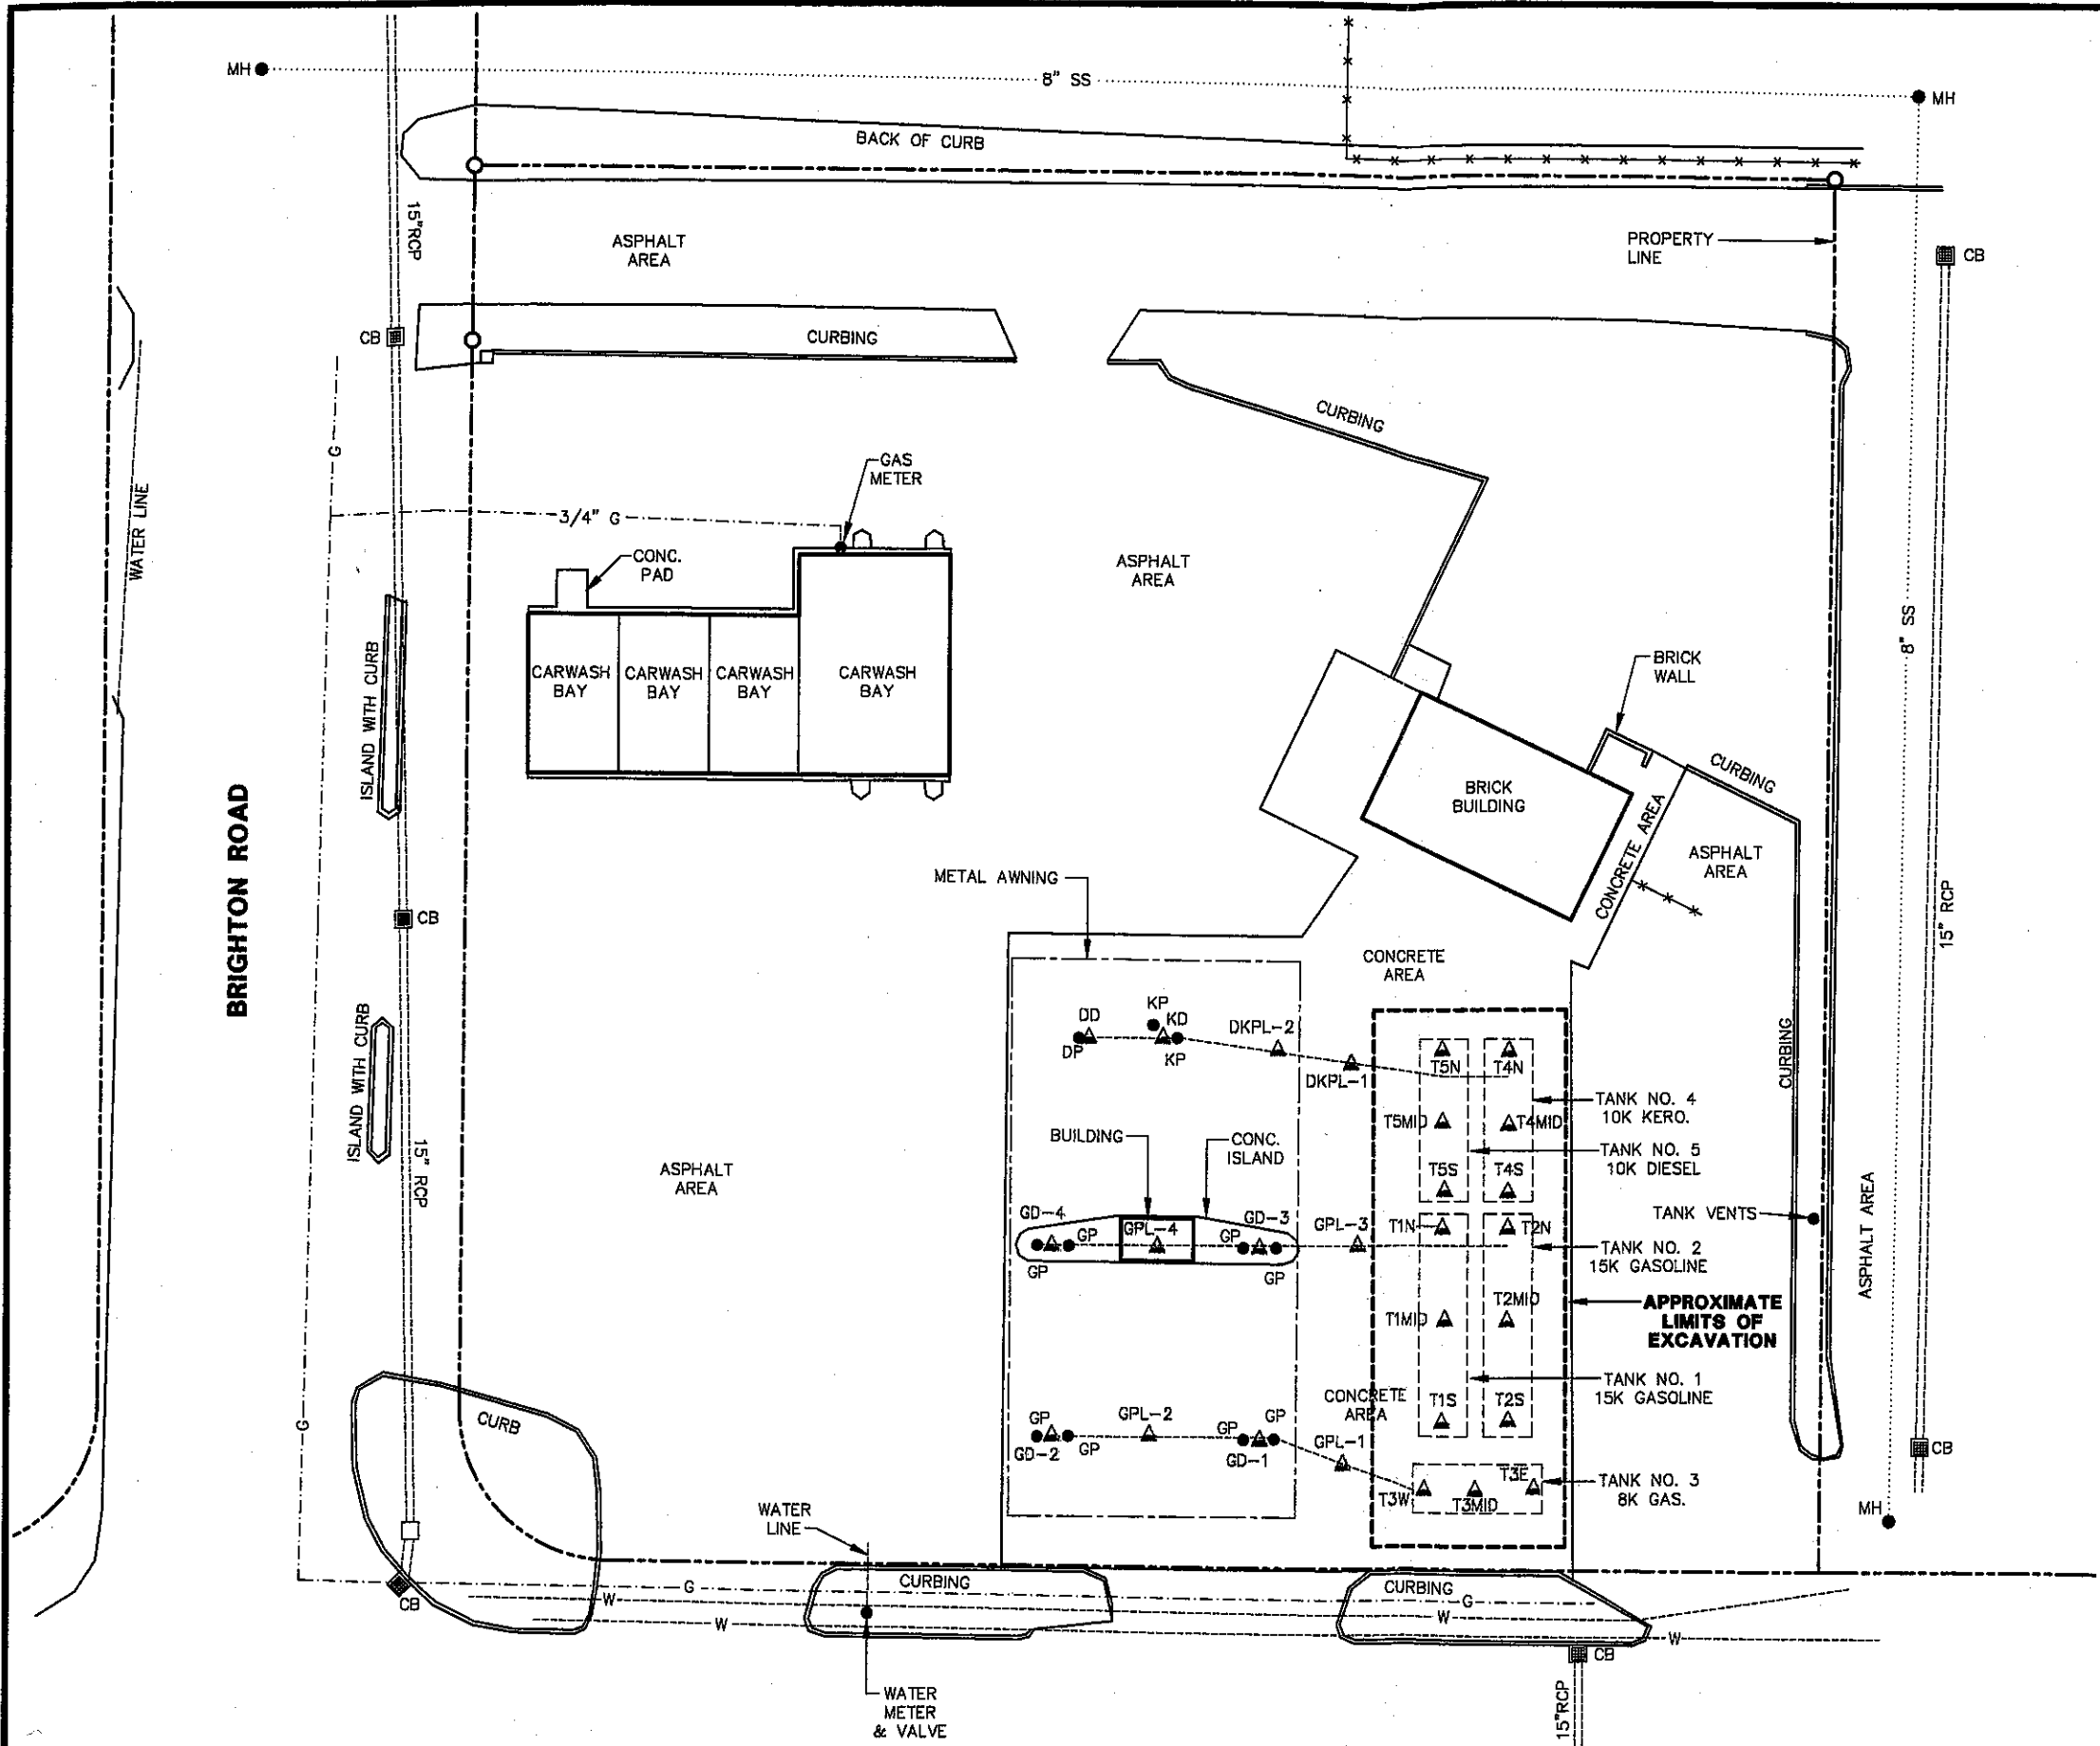 MH
8" SS
MH
BACK OF CURB
15"RCP
ASPHALT
AREA
PROPERTY
LINE
CB
CB
CURBING
CURBING
G
WATER LINE
GAS
METER
3/4" G
CONC.
PAD
ASPHALT
AREA
8" SS
ISLAND WITH CURB
CARWASH
BAY
CARWASH
BAY
CARWASH
BAY
CARWASH
BAY
BRICK
WALL
CURBING
BRICK
BUILDING
CONCRETE AREA
ASPHALT
AREA
BRIGHTON ROAD
METAL AWNING
CB
15" RCP
CONCRETE
AREA
ISLAND WITH CURB
KP
DD
KD
DKPL-2
DP
KP
DKPL-1
T5N
T4N
CURBING
TANK NO. 4
10K KERO.
T5MID
T4MID
BUILDING
CONC.
ISLAND
TANK NO. 5
10K DIESEL
15" RCP
ASPHALT
AREA
T5S
T4S
ASPHALT AREA
TANK VENTS
GD-4
GPL-4
GD-3
GPL-3
T1N
T2N
GP
GP
GP
GP
TANK NO. 2
15K GASOLINE
T1MID
T2MID
APPROXIMATE
LIMITS OF
EXCAVATION
TANK NO. 1
15K GASOLINE
CONCRETE
AREA
T1S
T2S
G
CURB
GP
GPL-2
GP
GP
GD-2
GP
GD-1
GPL-1
CB
T3E
TANK NO. 3
8K GAS.
T3W
T3MID
MH
WATER
LINE
CB
G
CURBING
CURBING
G
W
W
W
W
CB
WATER
METER
& VALVE
15"RCP